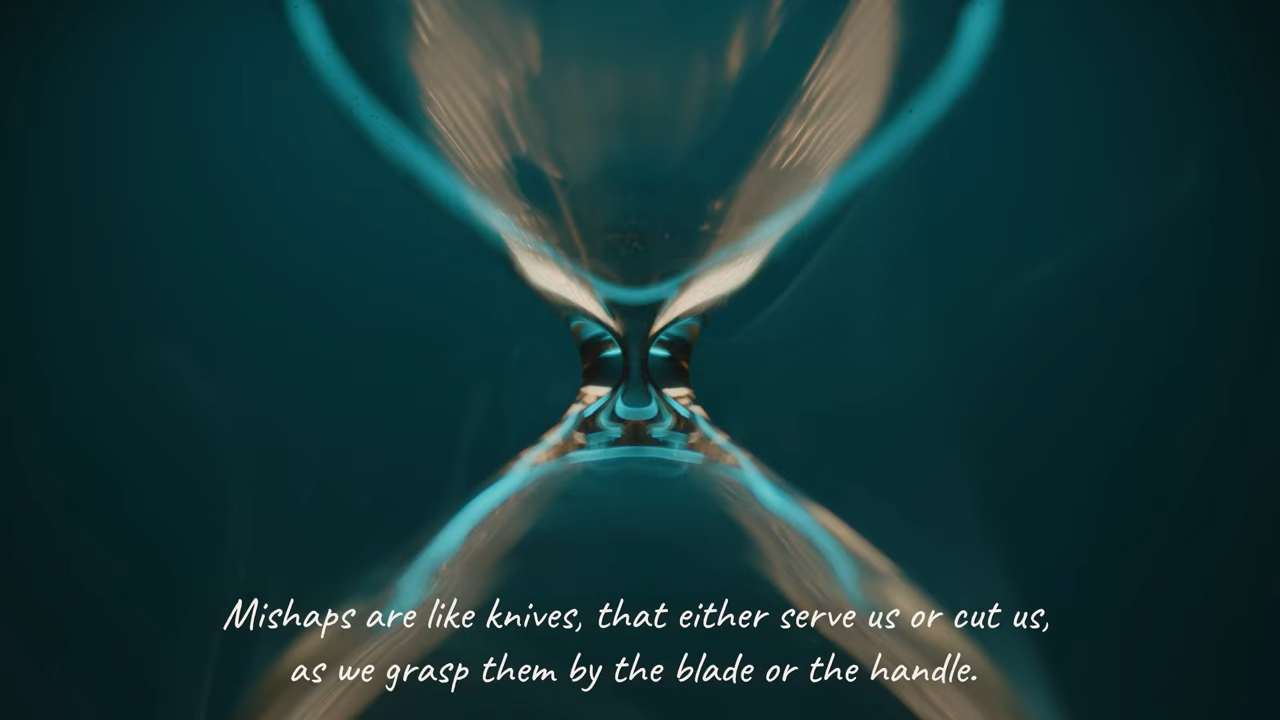 Mishaps are like knives, that either serve us or cut us,
as we grasp them by the blade or the handle.